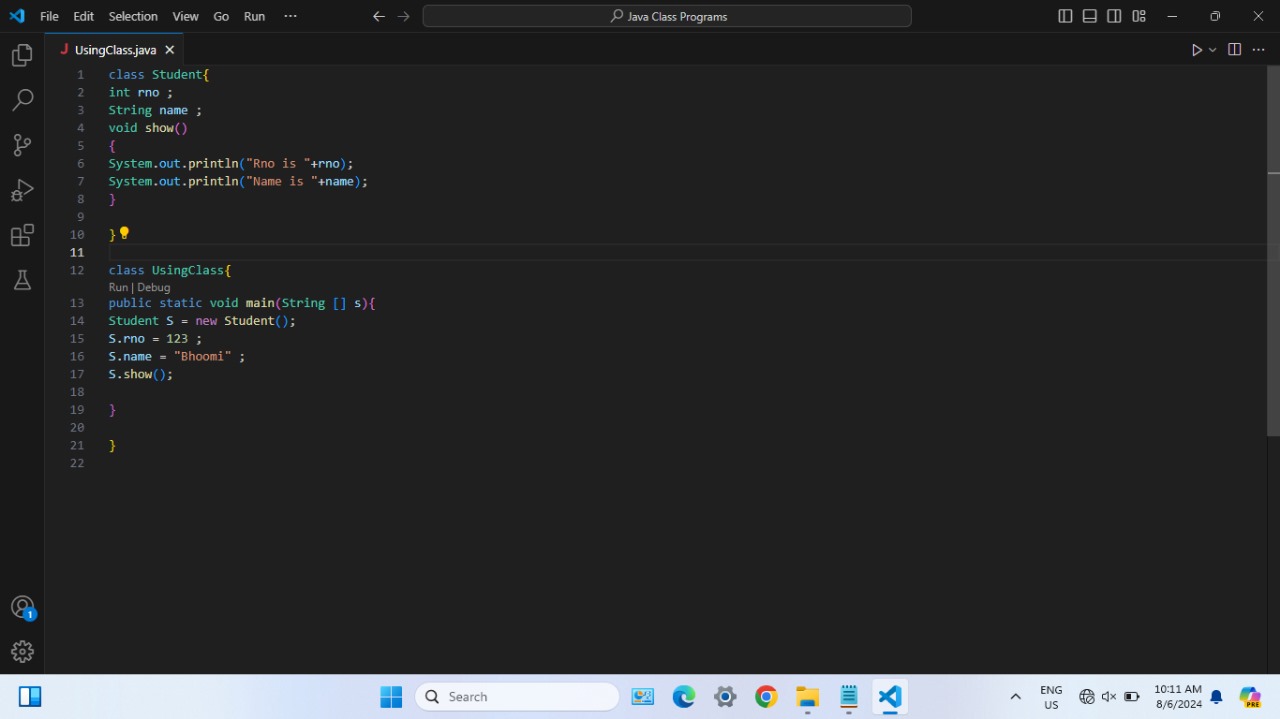 File Edit Selection View Go Run ···
Java Class Programs
J UsingClass.java
1 class Student{
2 int rno ;
3 String name ;
4 void show()
5 {
6 System.out.println("Rno is "+rno);
7 System.out.println("Name is "+name);
8 }
9
10 }
11
12 class UsingClass{
Run | Debug
13 public static void main(String [] s){
14 Student S = new Student();
15 S.rno = 123 ;
16 S.name = "Bhoomi" ;
17 S.show();
18
19 }
20
21 }
22
1
Search
ENG
US
10:11 AM
8/6/2024
PRE